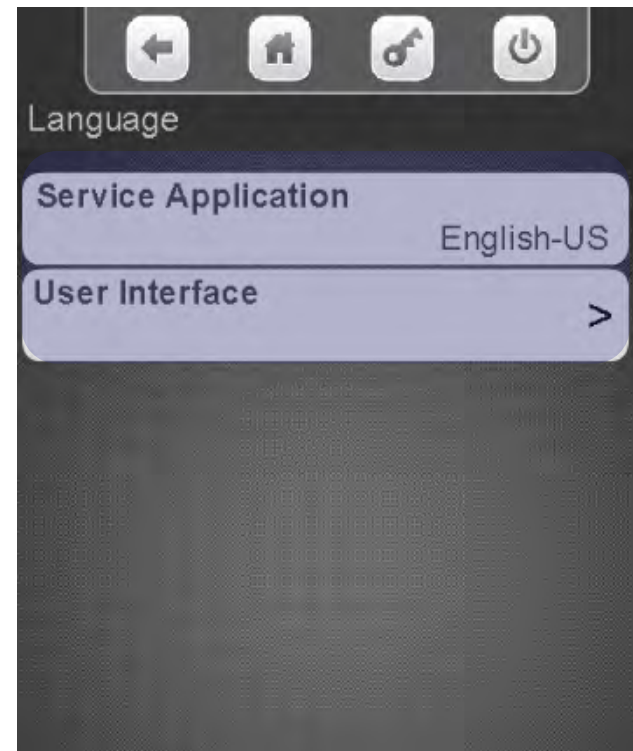 Language
Service Application
English-US
User Interface
>